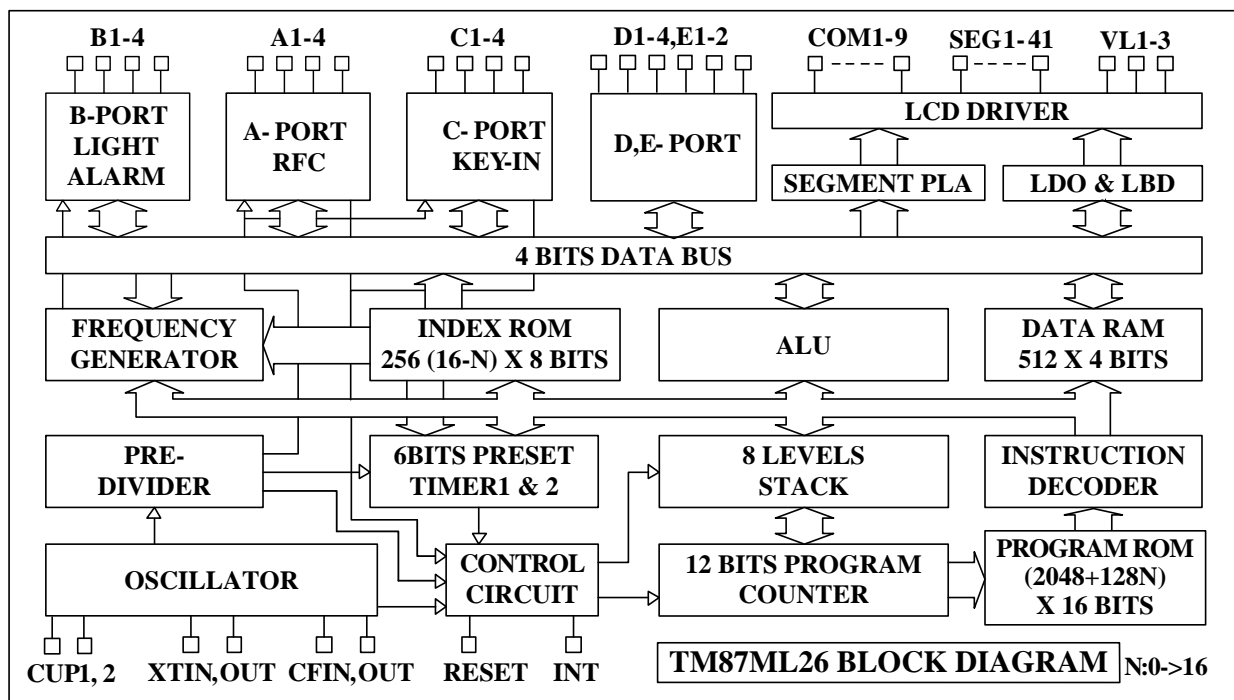 B1-4
A1-4
C1-4
D1-4,E1-2
COM1-9
SEG1-41
VL1-3
B-PORT
LIGHT
ALARM
A- PORT
RFC
C- PORT
KEY-IN
D,E- PORT
LCD DRIVER
SEGMENT PLA
LDO & LBD
4 BITS DATA BUS
FREQUENCY
GENERATOR
INDEX ROM
256 (16-N) X 8 BITS
ALU
DATA RAM
512 X 4 BITS
PRE-
DIVIDER
6BITS PRESET
TIMER1 & 2
8 LEVELS
STACK
INSTRUCTION
DECODER
OSCILLATOR
CONTROL
CIRCUIT
12 BITS PROGRAM
COUNTER
PROGRAM ROM
(2048+128N)
X 16 BITS
CUP1, 2
XTIN,OUT
CFIN,OUT
RESET
INT
TM87ML26 BLOCK DIAGRAM
N:0->16